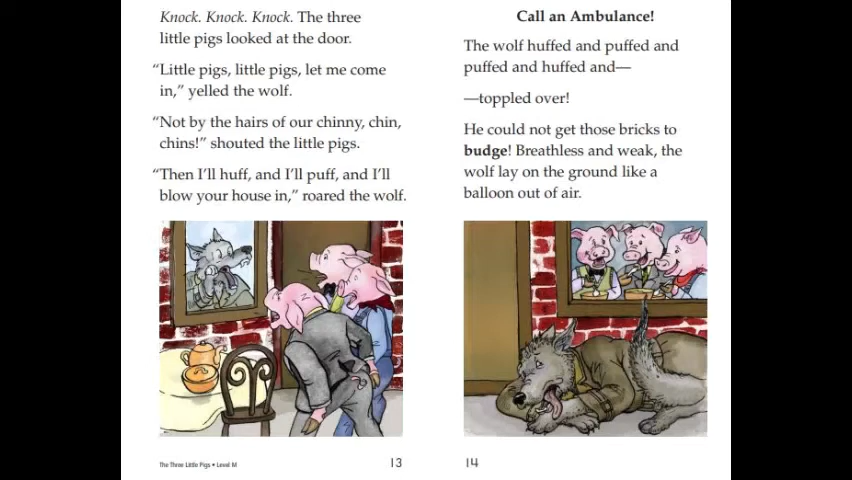 Knock. Knock. Knock. The three
little pigs looked at the door.
“Little pigs, little pigs, let me come
in,” yelled the wolf.
“Not by the hairs of our chinny, chin,
chins!” shouted the little pigs.
“Then I’ll huff, and I’ll puff, and I’ll
blow your house in,” roared the wolf.
The Three Little Pigs • Level M
13
Call an Ambulance!
The wolf huffed and puffed and
puffed and huffed and—
—toppled over!
He could not get those bricks to
budge! Breathless and weak, the
wolf lay on the ground like a
balloon out of air.
14